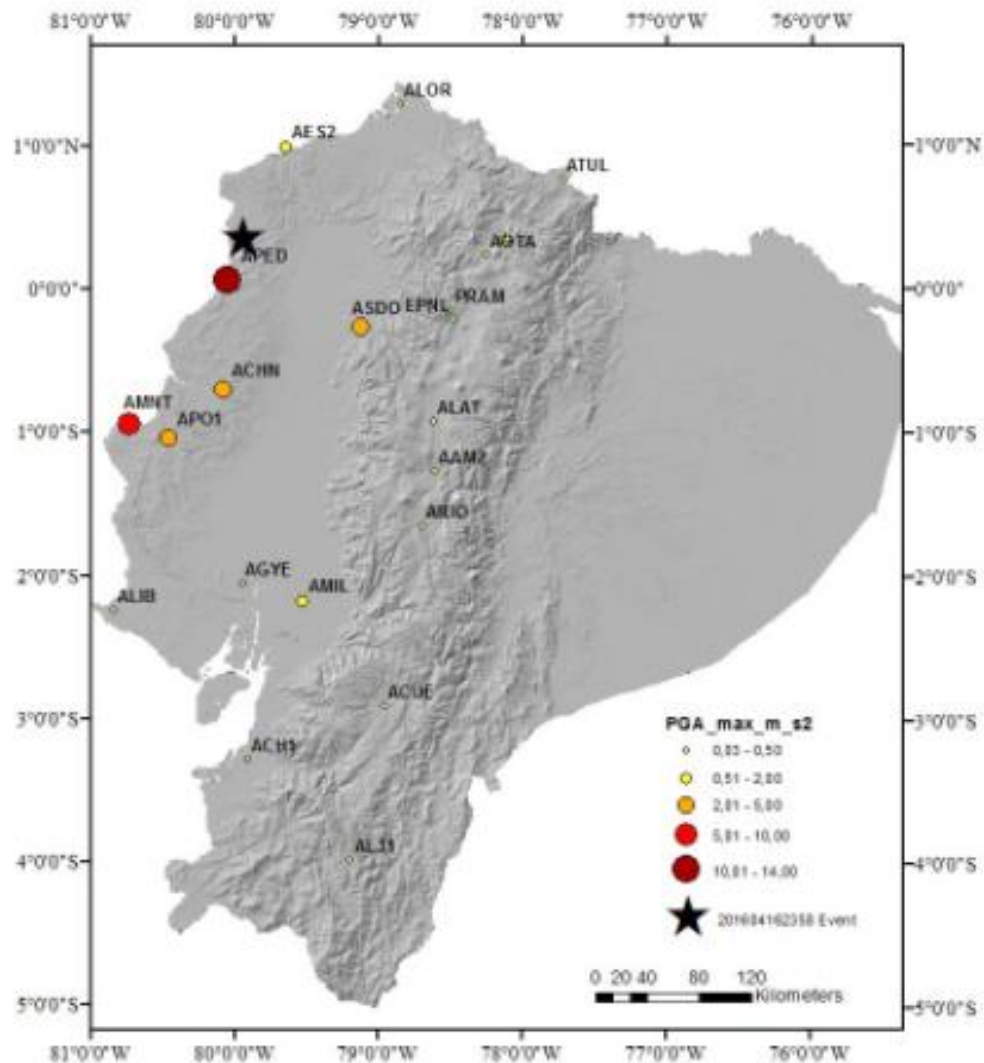 81°0'0"W 80°0'0"W 79°0'0"W 78°0'0"W 77°0'0"W 76°0'0"W
ALOR
AES2
1°0'0"N 1°0'0"N
ATUL
AOTA
APED
0°0'0" 0°0'0"
PRAM
ASDO EPNL
ACHN
AMNT
ALAT
APO1
1°0'0"S 1°0'0"S
AAM2
2°0'0"S 2°0'0"S
AGYE
AMIL
ALIB
ACUE
3°0'0"S 3°0'0"S
PGA_max_m_s2
ACH1
0,03 - 0,50
0,51 - 2,00
2,01 - 5,00
5,01 - 10,00
4°0'0"S 4°0'0"S
10,01 - 14,00
201604162358 Event
0 20 40 80 120
Kilometers
5°0'0"S 5°0'0"S
81°0'0"W 80°0'0"W 79°0'0"W 78°0'0"W 77°0'0"W 76°0'0"W